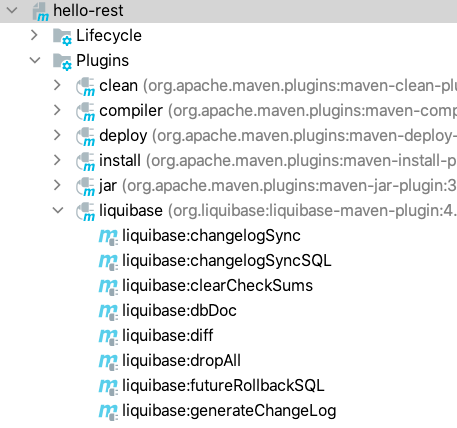 hello-rest
Lifecycle
Plugins
clean (org.apache.maven.plugins:maven-clean-plu
compiler (org.apache.maven.plugins:maven-comp
deploy (org.apache.maven.plugins:maven-deploy-
install (org.apache.maven.plugins:maven-install-p
jar (org.apache.maven.plugins:maven-jar-plugin:3
liquibase (org.liquibase:liquibase-maven-plugin:4.
liquibase:changelogSync
liquibase:changelogSyncSQL
liquibase:clearCheckSums
liquibase:dbDoc
liquibase:diff
liquibase:dropAll
liquibase:futureRollbackSQL
liquibase:generateChangeLog